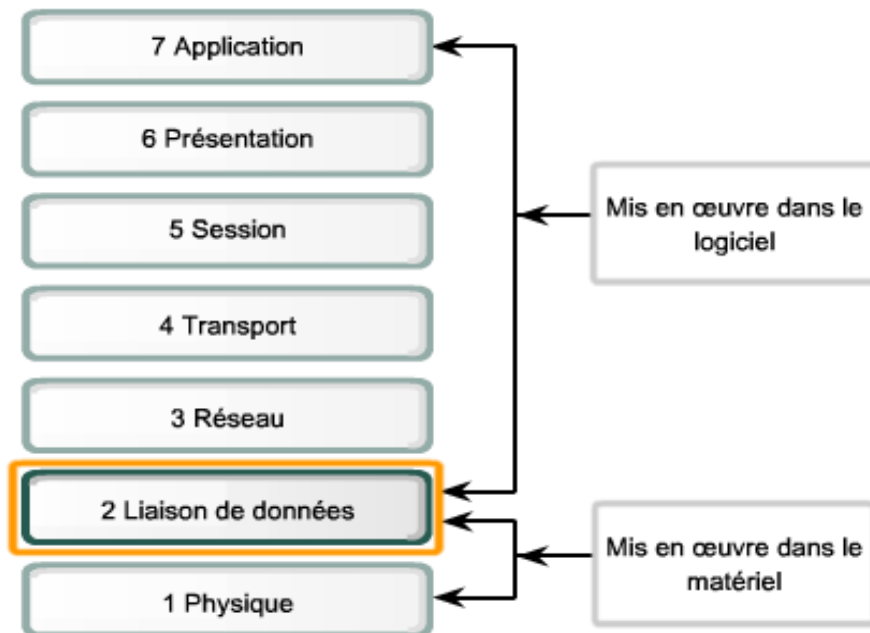 7 Application
6 Présentation
5 Session
4 Transport
3 Réseau
2 Liaison de données
1 Physique
Mis en œuvre dans le
logiciel
Mis en œuvre dans le
matériel